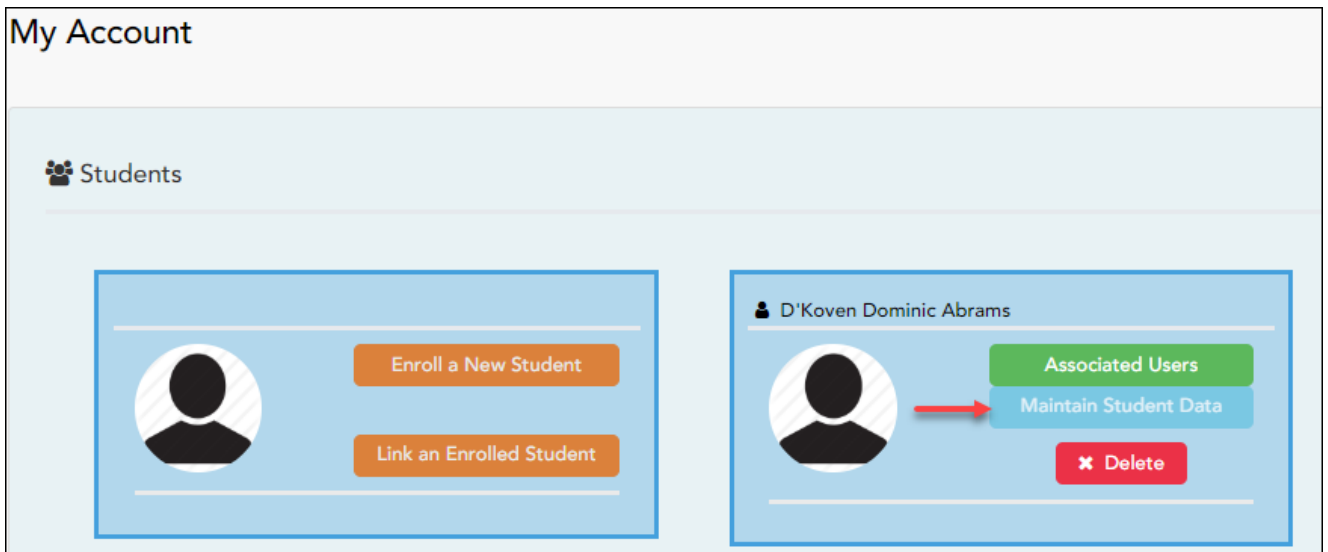 My Account
Students
Enroll a New Student
Link an Enrolled Student
D'Koven Dominic Abrams
Associated Users
Maintain Student Data
Delete